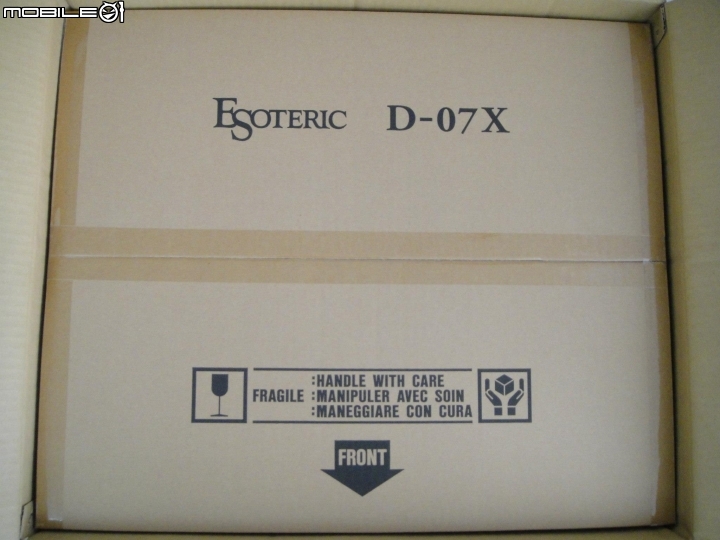 MOBILE01
ESOTERIC D-07X
:HANDLE WITH CARE
FRAGILE :MANIPULER AVEC SOIN
:MANEGGIARE CON CURA
FRONT